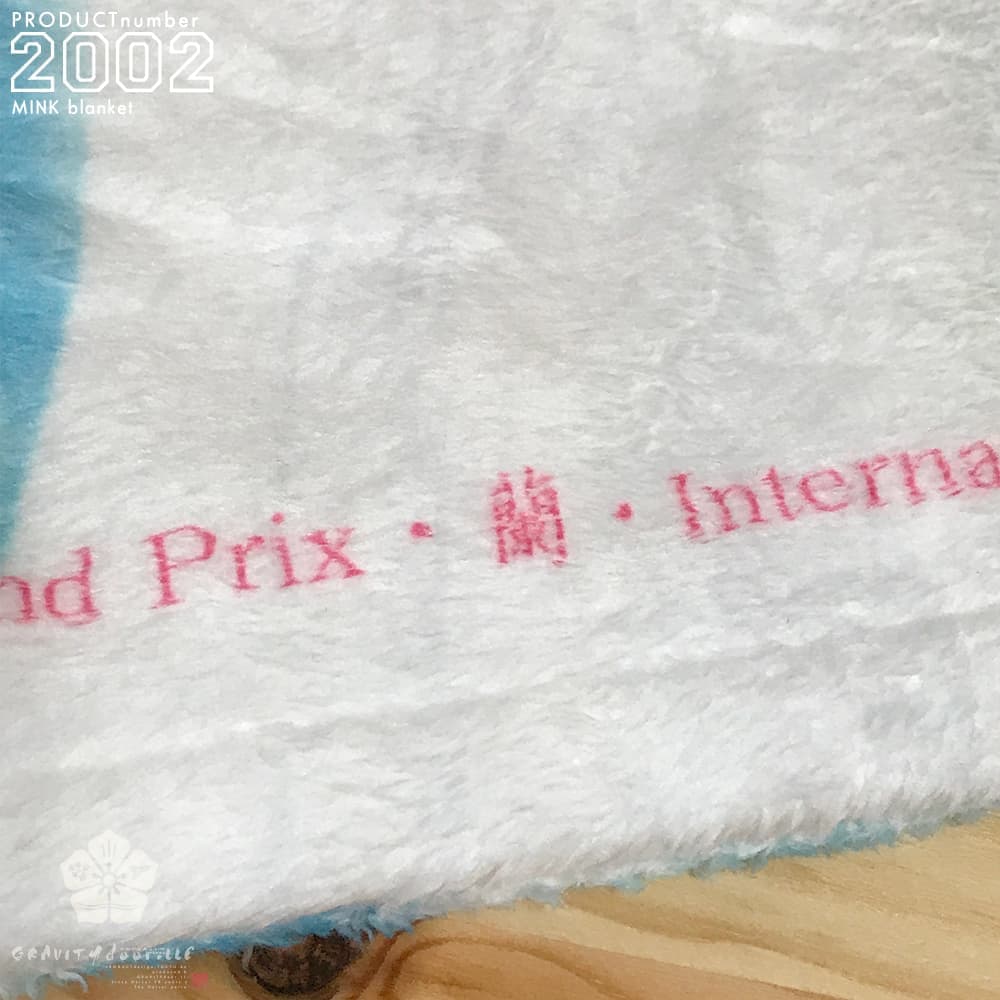 PRODUCTnumber
2002
MINK blanket
nd Prix・蘭・Interna
GRAVITY